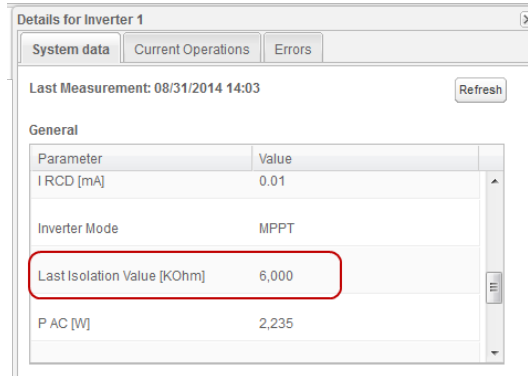 Details for Inverter 1
System data Current Operations Errors
Last Measurement: 08/31/2014 14:03 Refresh
General
Parameter Value
I RCD [mA] 0.01
Inverter Mode MPPT
Last Isolation Value [KOhm] 6,000
P AC [W] 2,235